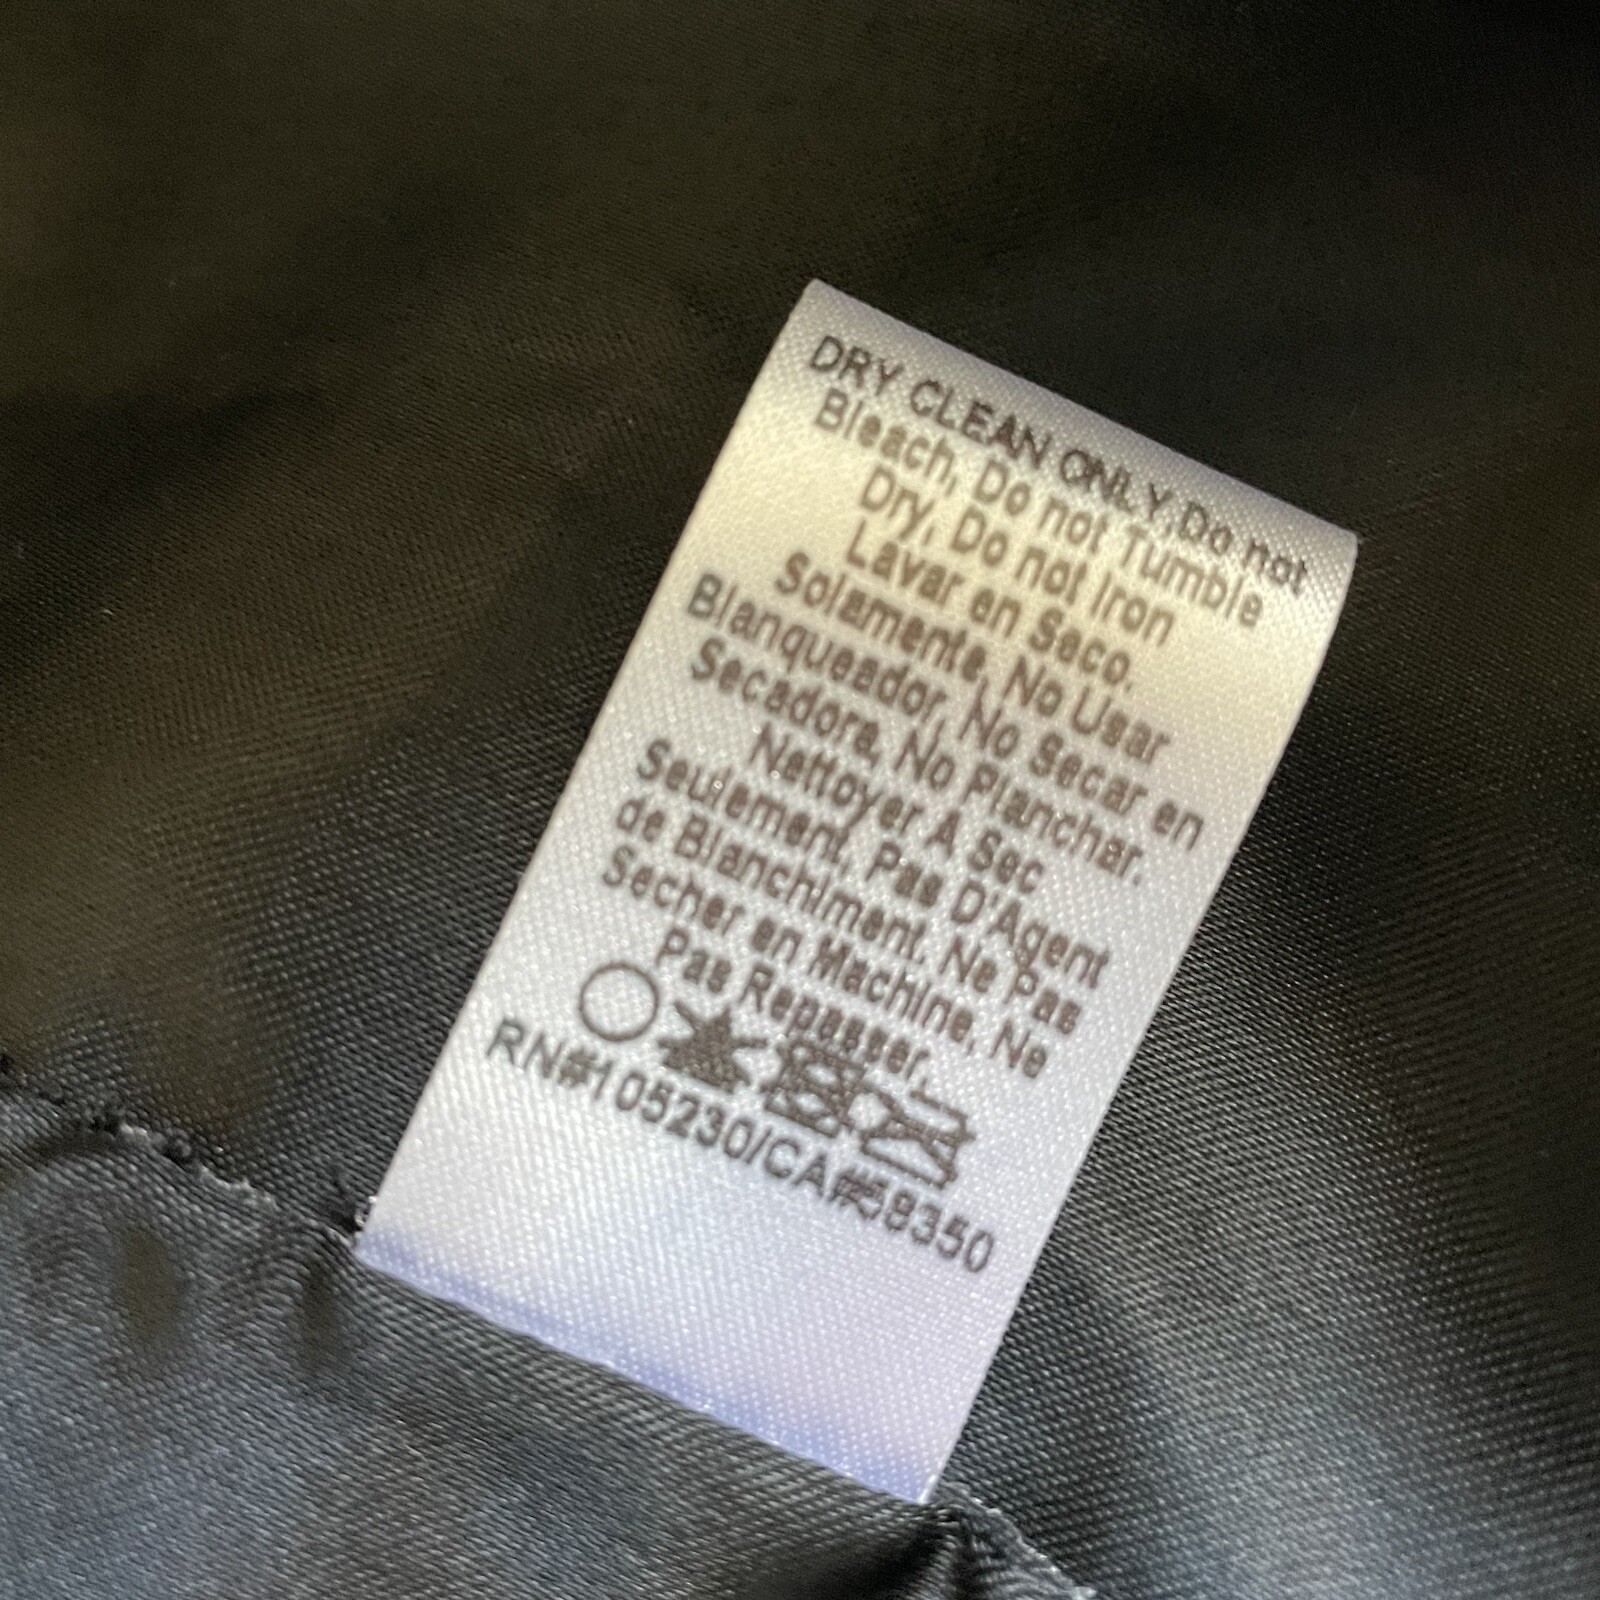 DRY CLEAN ONLY, Do not
Bleach, Do not Tumble
Dry, Do not Iron
Lavar en Seco.
Solamente, No Usar
Blanqueador, No Secar en
Secadora, No Planchar.
Nettoyer A Sec
Seulement, Pas D'Agent
de Blanchiment. Ne Pas
Secher en Machine, Ne
Pas Repasser.
RN#105230/CA#58350